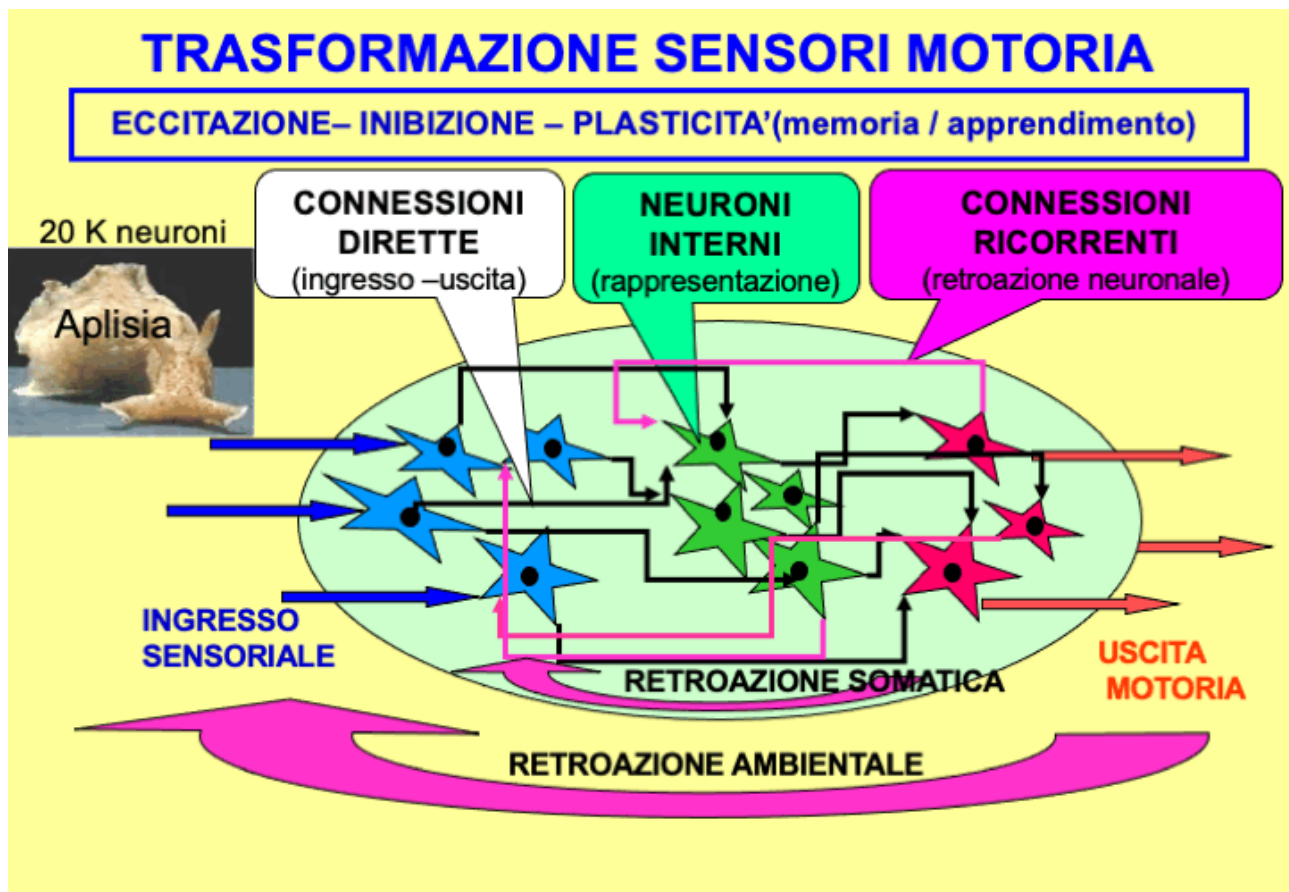 TRASFORMAZIONE SENSORI MOTORIA
ECCITAZIONE– INIBIZIONE – PLASTICITA’(memoria / apprendimento)
20 K neuroni
Aplisia
CONNESSIONI
DIRETTE
(ingresso –uscita)
NEURONI
INTERNI
(rappresentazione)
CONNESSIONI
RICORRENTI
(retroazione neuronale)
INGRESSO
SENSORIALE
USCITA
MOTORIA
RETROAZIONE SOMATICA
RETROAZIONE AMBIENTALE